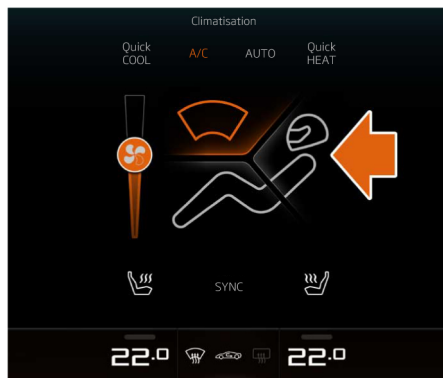 Climatisation
Quick
COOL
A/C
AUTO
Quick
HEAT
SYNC
22.0
22.0